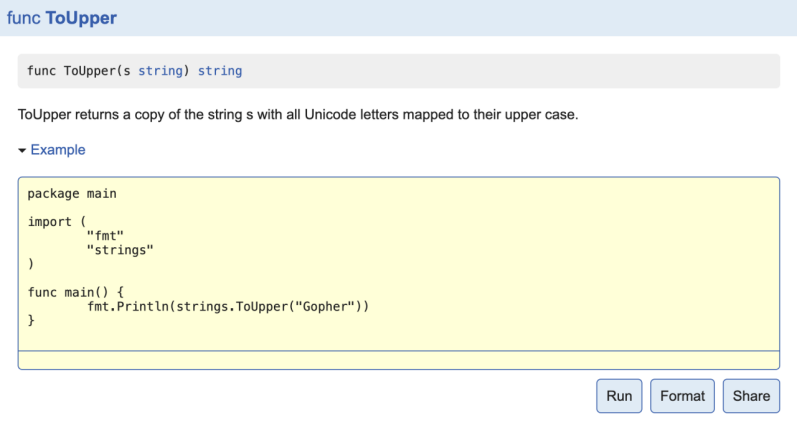 func ToUpper
func ToUpper(s string) string
ToUpper returns a copy of the string s with all Unicode letters mapped to their upper case.
Example
package main
import (
"fmt"
"strings"
)
func main() {
fmt.Println(strings.ToUpper("Gopher"))
}
Run Format Share